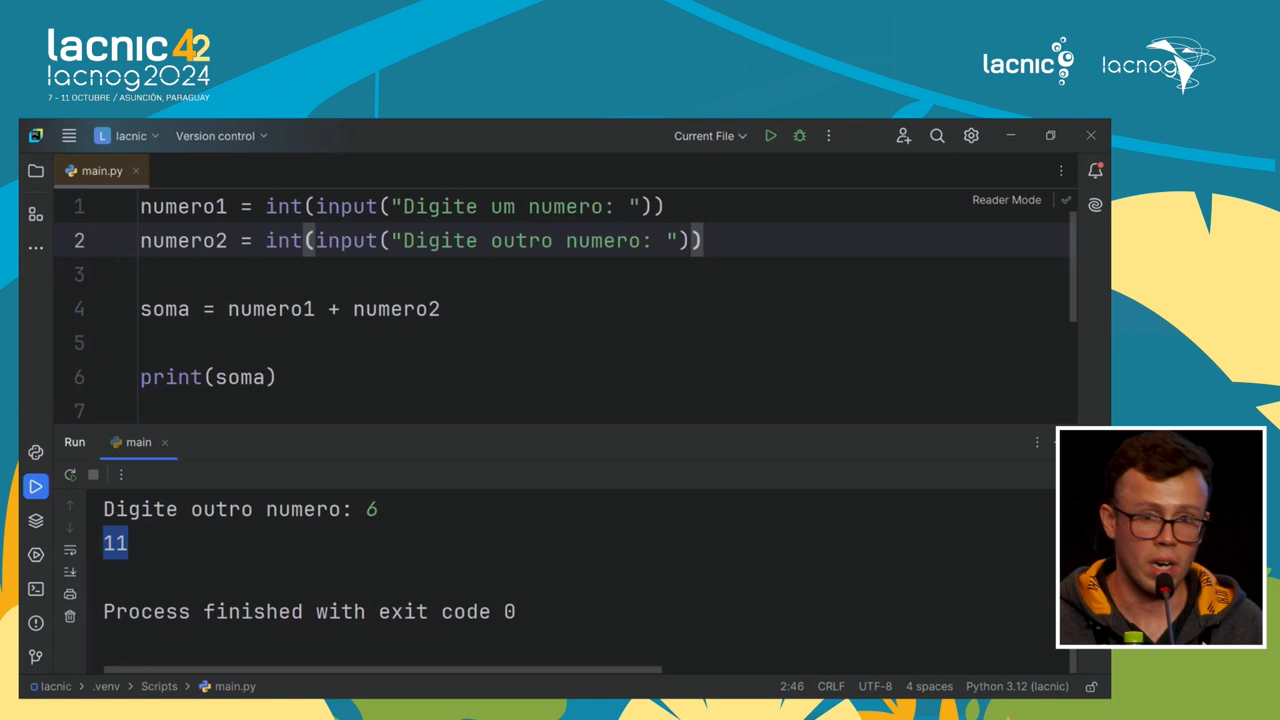 lacnic 42
lacnog2024
7 - 11 OCTUBRE / ASUNCIÓN, PARAGUAY
lacnic
lacnog
L lacnic
Version control
Current File
main.py
Reader Mode
1 numero1 = int(input("Digite um numero: "))
2 numero2 = int(input("Digite outro numero: "))
3
4 soma = numero1 + numero2
5
6 print(soma)
7
Run
main
Digite outro numero: 6
11
Process finished with exit code 0
lacnic
.venv
Scripts
main.py
2:46
CRLF
UTF-8
4 spaces
Python 3.12 (lacnic)